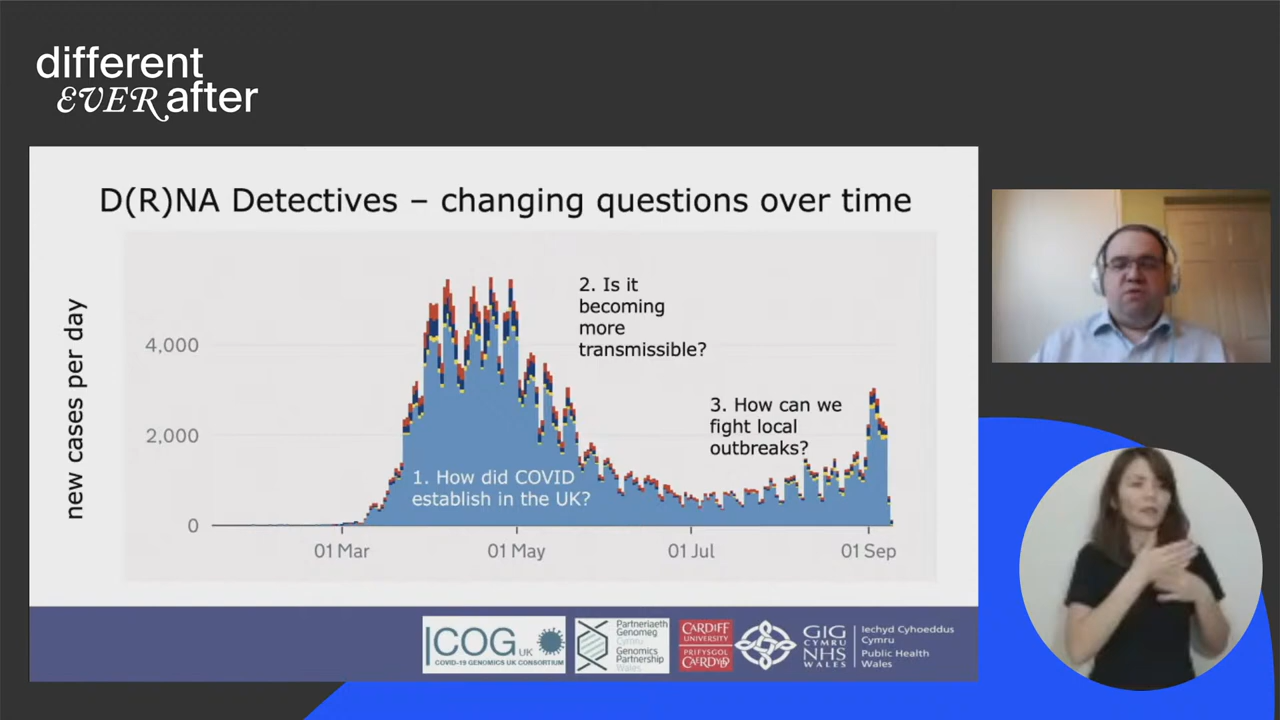 different
EVER after
D(R)NA Detectives – changing questions over time
new cases per day
4,000
2,000
0
01 Mar
01 May
01 Jul
01 Sep
1. How did COVID
establish in the UK?
2. Is it
becoming
more
transmissible?
3. How can we
fight local
outbreaks?
COG UK
COVID-19 GENOMICS UK CONSORTIUM
Partneriaeth
Genomeg
Cymru
Genomics
Partnership
Wales
CARDIFF
UNIVERSITY
PRIFYSGOL
CAERDYDD
GIG
CYMRU
NHS
WALES
Iechyd Cyhoeddus
Cymru
Public Health
Wales